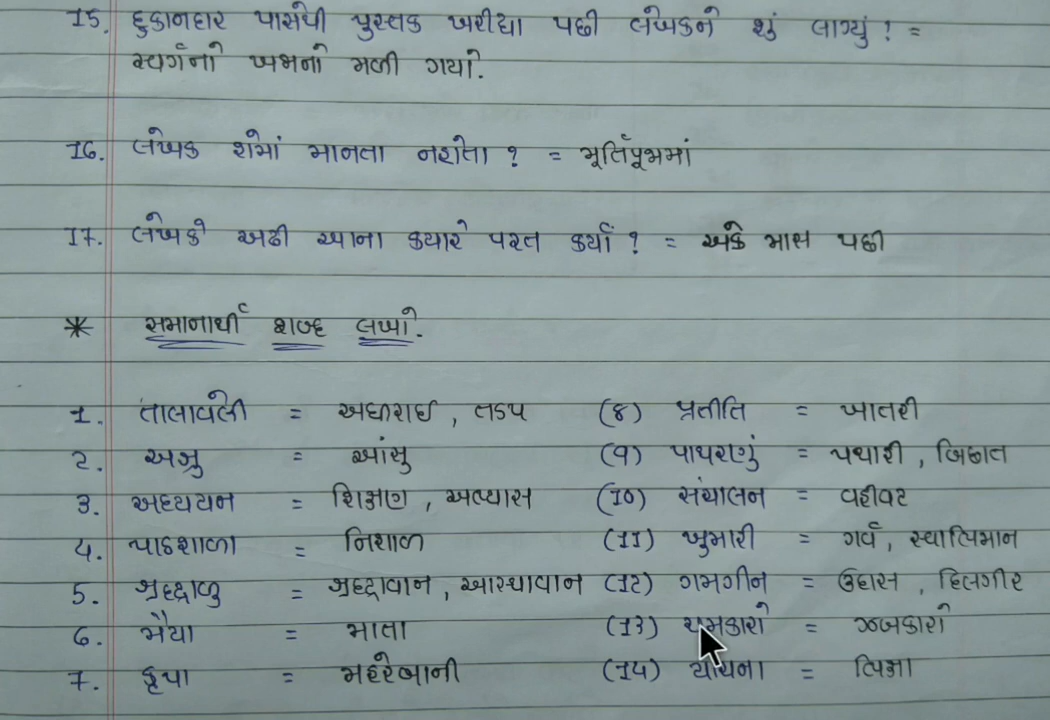 15. દુકાનદાર પાસેથી પુસ્તક ખરીદ્યા પછી લેખકને શું લાગ્યું ? =
સ્વર્ગનો ખજાનો મળી ગયો.
16. લેખક શેમાં માનતા નહોતા ? = મૂર્તિપૂજામાં
17. લેખકે અઢી આના ક્યારે પરત કર્યા ? = એક માસ પછી
* સમાનાર્થી શબ્દ લખો.
1. તાલાવેલી = અધીરાઈ, તડપ (8) પ્રતીતિ = ખાતરી
2. અશ્રુ = આંસુ (9) પાથરણું = પથારી, બિછાત
3. અધ્યયન = શિક્ષણ, અભ્યાસ (10) સંચાલન = વહીવટ
4. પાઠશાળા = નિશાળ (11) ખુમારી = ગર્વ, સ્વાભિમાન
5. શ્રદ્ધાળુ = શ્રદ્ધાવાન, આસ્થાવાન (12) ગમગીન = ઉદાસ, દિલગીર
6. મૈયા = માતા (13) ચમકારો = ઝબકારો
7. કૃપા = મહેરબાની (14) યાચના = ભિક્ષા